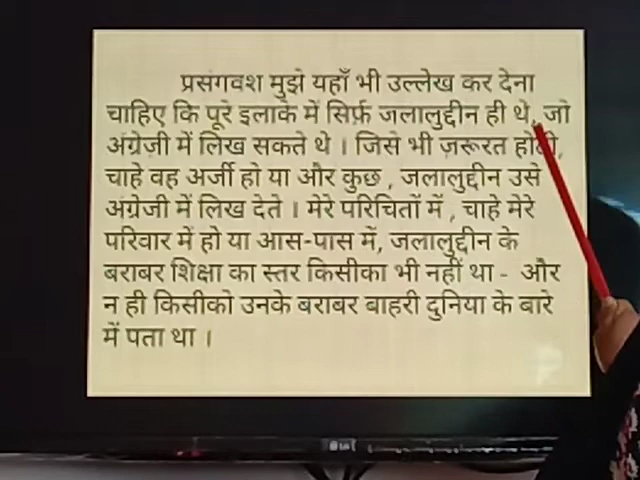 प्रसंगवश मुझे यहाँ भी उल्लेख कर देना
चाहिए कि पूरे इलाके में सिर्फ़ जलालुद्दीन ही थे, जो
अंग्रेजी में लिख सकते थे । जिसे भी ज़रूरत होती,
चाहे वह अर्जी हो या और कुछ , जलालुद्दीन उसे
अंग्रेजी में लिख देते । मेरे परिचितों में , चाहे मेरे
परिवार में हो या आस-पास में, जलालुद्दीन के
बराबर शिक्षा का स्तर किसीका भी नहीं था - और
न ही किसीको उनके बराबर बाहरी दुनिया के बारे
में पता था ।
LG